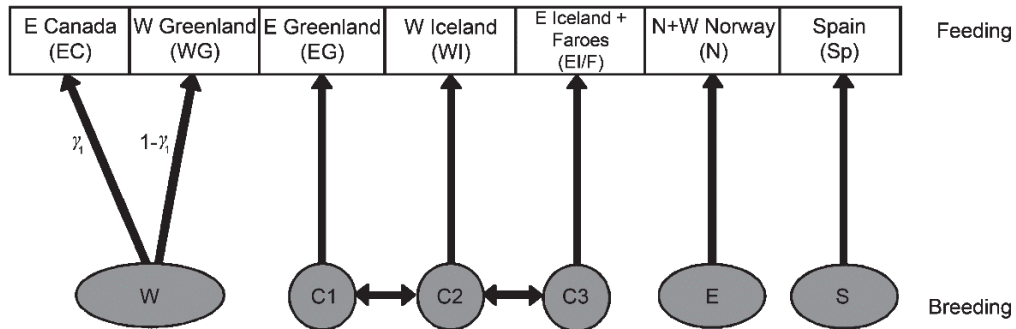 E Canada
(EC)
W Greenland
(WG)
E Greenland
(EG)
W Iceland
(WI)
E Iceland +
Faroes
(EI/F)
N+W Norway
(N)
Spain
(Sp)
Feeding
γ₁
1-γ₁
W
C1
C2
C3
E
S
Breeding